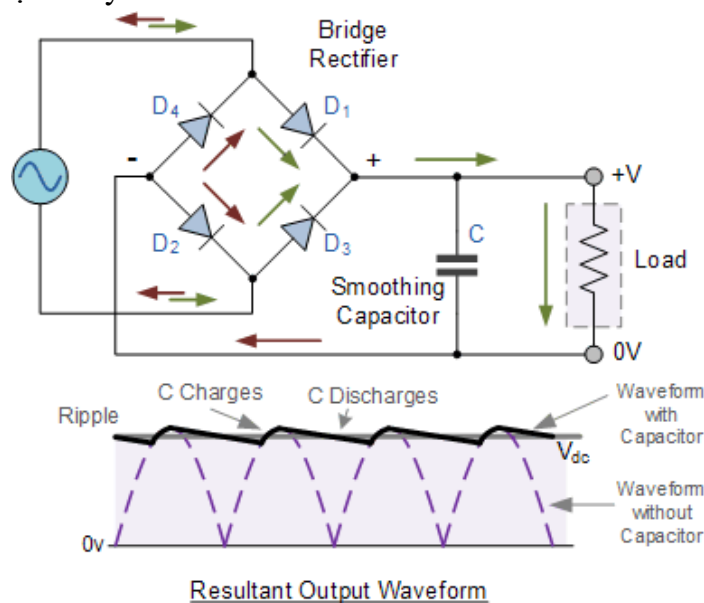 Bridge
Rectifier
D4
D1
-
+
+V
D2
D3
C
Load
Smoothing
Capacitor
0V
C Charges
C Discharges
Ripple
Waveform
with
Capacitor
Vdc
Waveform
without
Capacitor
0v
Resultant Output Waveform